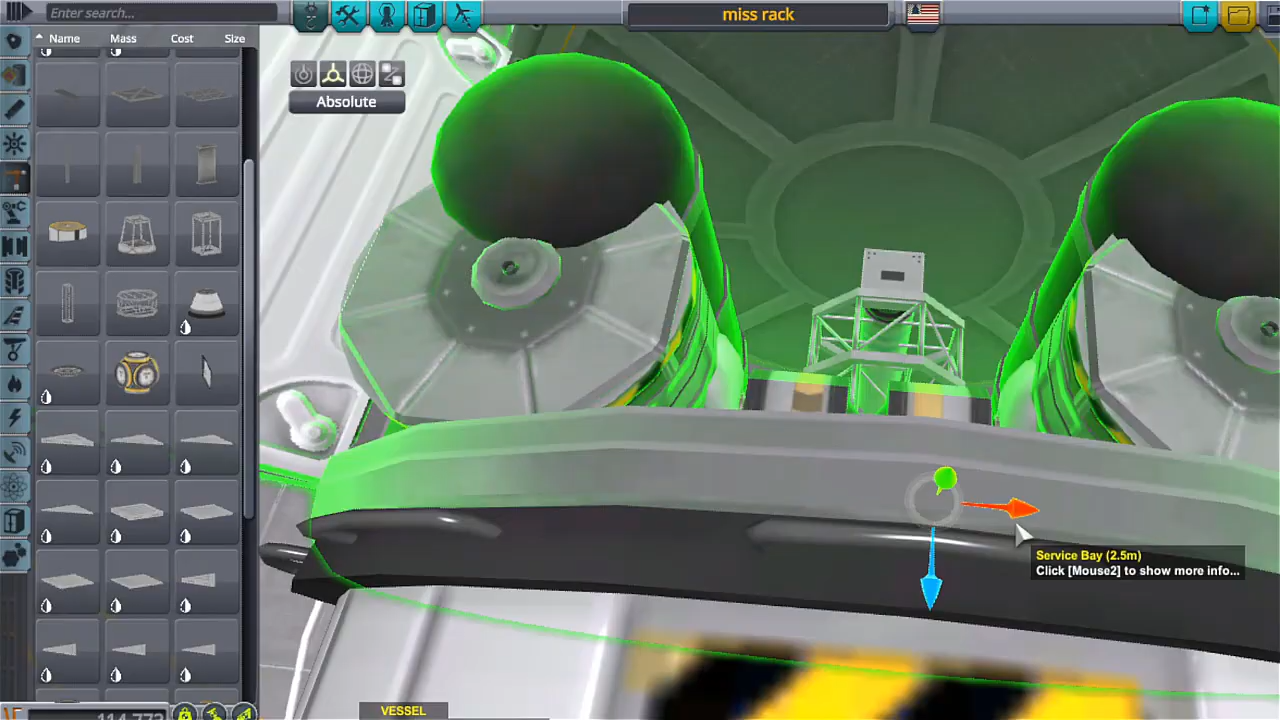 Enter search...
miss rack
Name Mass Cost Size
Absolute
Service Bay (2.5m)
Click [Mouse2] to show more info...
VESSEL